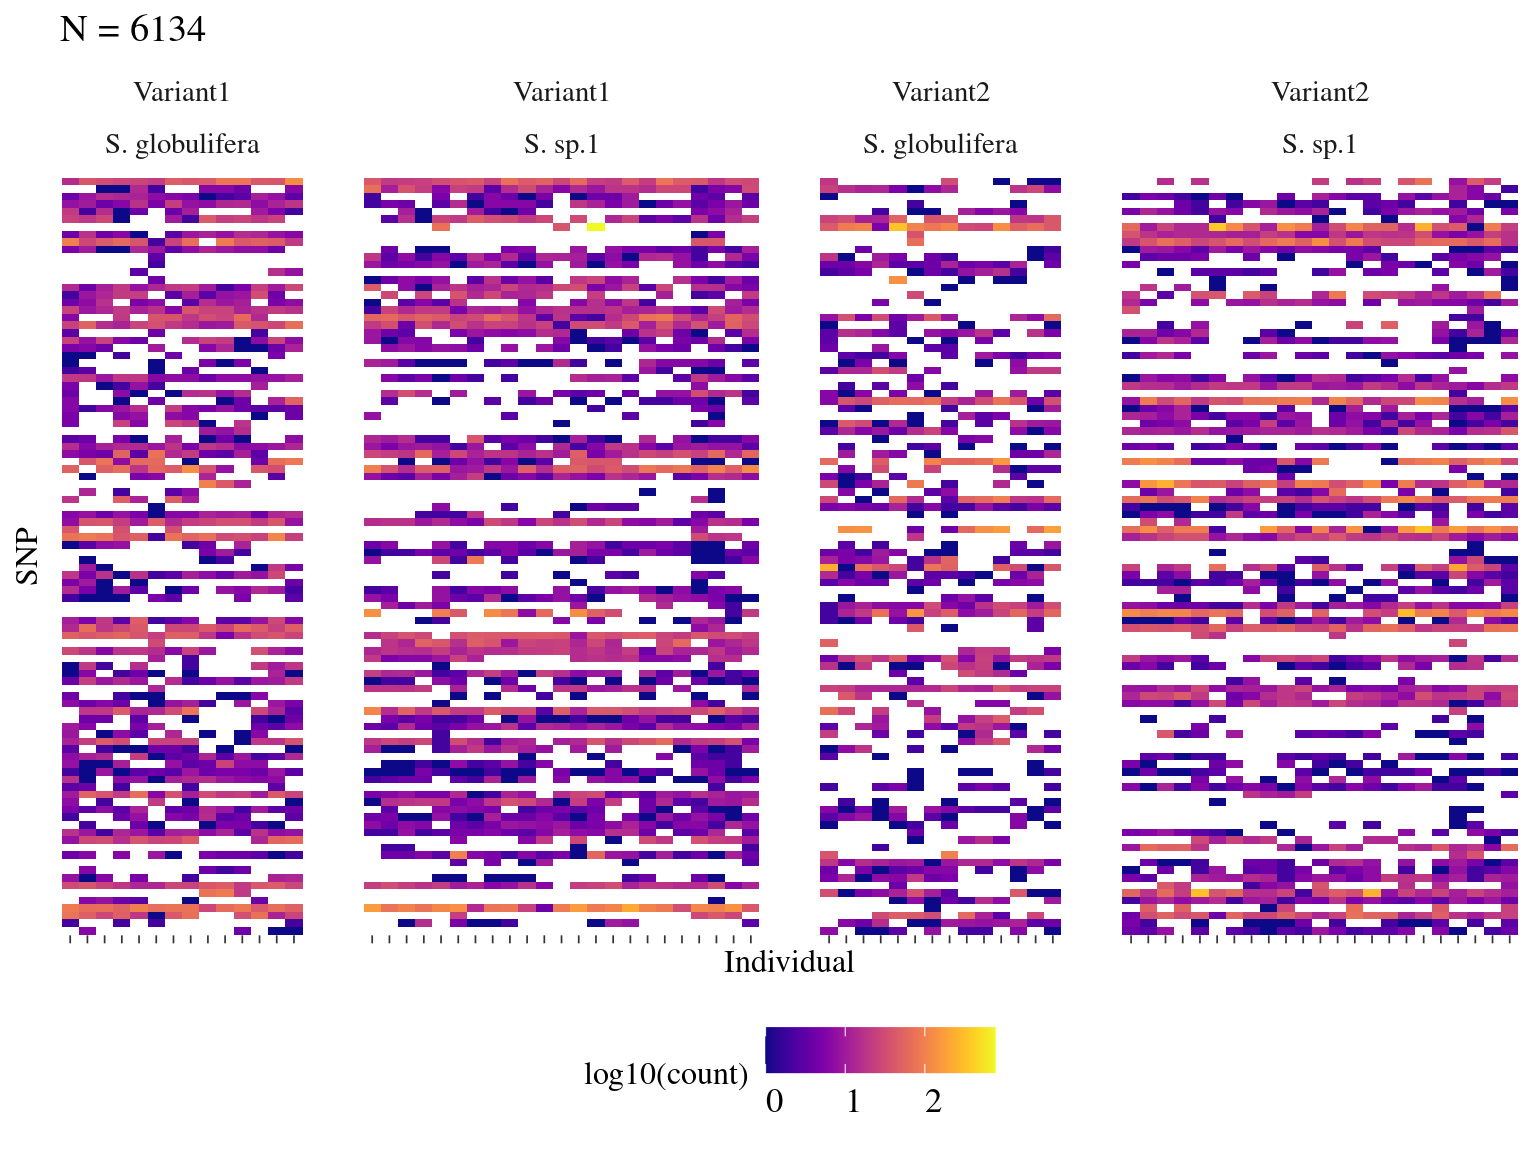 N = 6134
Variant1 Variant1 Variant2 Variant2
S. globulifera S. sp.1 S. globulifera S. sp.1
SNP
Individual
log10(count)
0 1 2